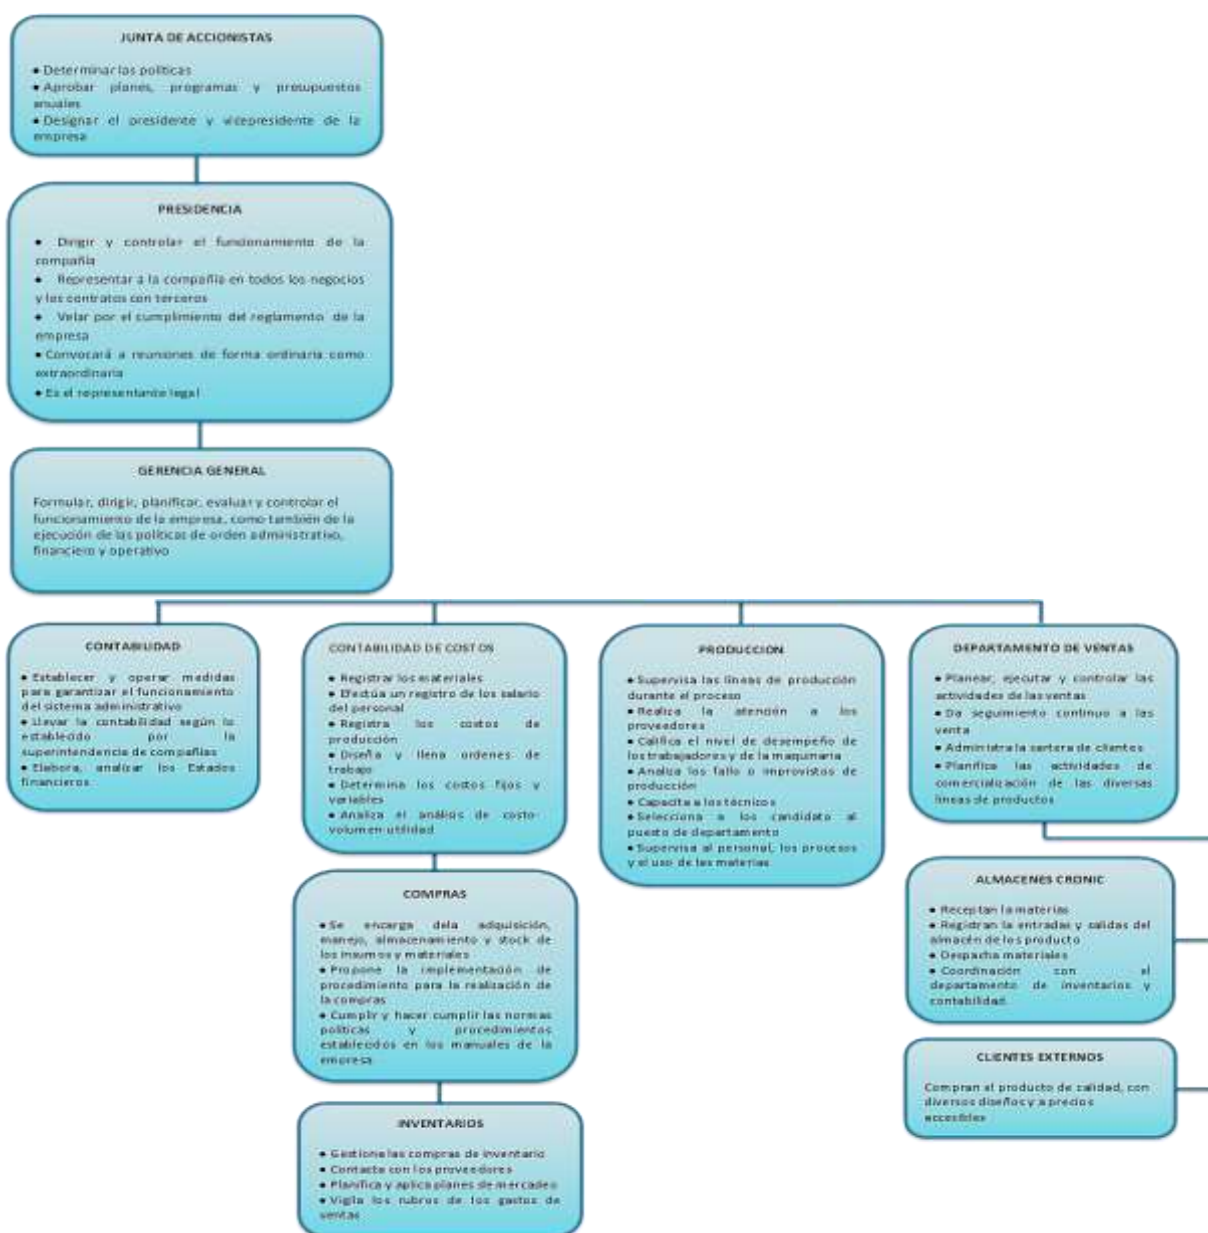 JUNTA DE ACCIONISTAS
● Determinar las políticas
● Aprobar planes, programas y presupuestos
anuales
● Designar el presidente y vicepresidente de la
empresa
PRESIDENCIA
● Dirigir y controlar el funcionamiento de la
compañía
● Representar a la compañía en todos los negocios
y los contratos con terceros
● Velar por el cumplimiento del reglamento de la
empresa
● Convocará a reuniones de forma ordinaria como
extraordinaria
● Es el representante legal
GERENCIA GENERAL
Formular, dirigir, planificar, evaluar y controlar el
funcionamiento de la empresa, como también de la
ejecución de las políticas de orden administrativo,
financiero y operativo
CONTABILIDAD
● Establecer y operar medidas
para garantizar el funcionamiento
del sistema administrativo
● Llevar la contabilidad según lo
establecido por la
superintendencia de compañías
● Elabora, analizar los Estados
financieros.
CONTABILIDAD DE COSTOS
● Registrar los materiales
● Efectúa un registro de los salario
del personal
● Registra los costos de
producción
● Diseña y llena ordenes de
trabajo
● Determina los costos fijos y
variables
● Analiza el análisis de costo-
volumen utilidad
COMPRAS
● Se encarga dela adquisición,
manejo, almacenamiento y stock de
los insumos y materiales
● Propone la implementación de
procedimiento para la realización de
la compras
● Cumplir y hacer cumplir las normas
políticas y procedimientos
establecidos en los manuales de la
empresa.
INVENTARIOS
● Gestiona las compras de inventario
● Contacta con los proveedores
● Planifica y aplica planes de mercadeo
● Vigila los rubros de los gastos de
ventas
PRODUCCION
● Supervisa las líneas de producción
durante el proceso
● Realiza la atención a los
proveedores
● Califica el nivel de desempeño de
los trabajadores y de la maquinaria
● Analiza los fallo o improvistos de
producción
● Capacita a los técnicos
● Selecciona a los candidato al
puesto de departamento
● Supervisa al personal, los procesos
y el uso de las materias.
DEPARTAMENTO DE VENTAS
● Planear, ejecutar y controlar las
actividades de las ventas
● Da seguimiento continuo a las
venta
● Administra la cartera de clientes
● Planifica las actividades de
comercialización de las diversas
líneas de productos
ALMACENES CRONIC
● Receptan la materias
● Registran la entradas y salidas del
almacén de los producto
● Despacha materiales
● Coordinación con el
departamento de inventarios y
contabilidad.
CLIENTES EXTERNOS
Compran el producto de calidad, con
diversos diseños y a precios
accesibles